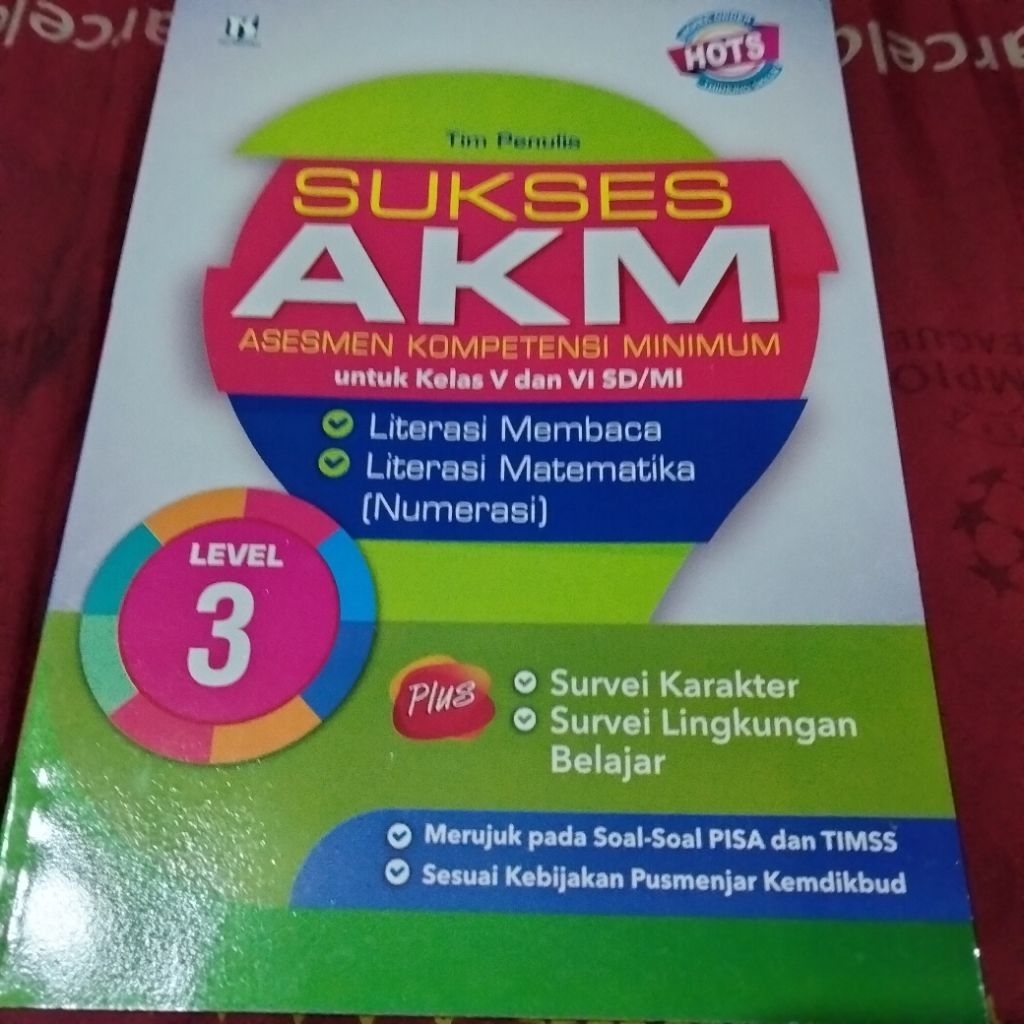 HOTS
Tim Penulis
SUKSES
AKM
ASESMEN KOMPETENSI MINIMUM
untuk Kelas V dan VI SD/MI
Literasi Membaca
Literasi Matematika
(Numerasi)
LEVEL
3
Plus
Survei Karakter
Survei Lingkungan
Belajar
Merujuk pada Soal-Soal PISA dan TIMSS
Sesuai Kebijakan Pusmenjar Kemdikbud